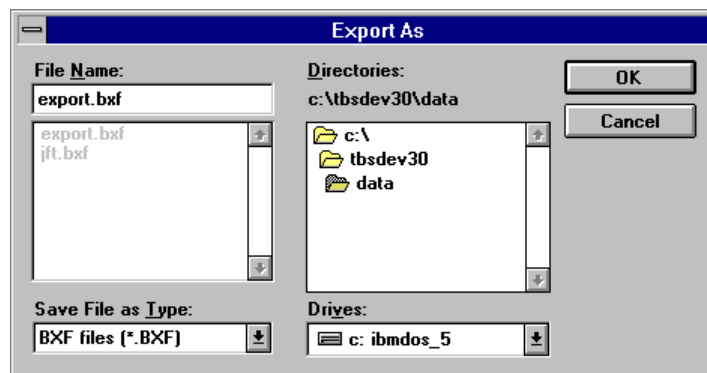 Export As
File Name:
export.bxf
export.bxf
jft.bxf
Save File as Type:
BXF files (*.BXF)
Directories:
c:\tbsdev30\data
c:\
tbsdev30
data
Drives:
c: ibmdos_5
OK
Cancel